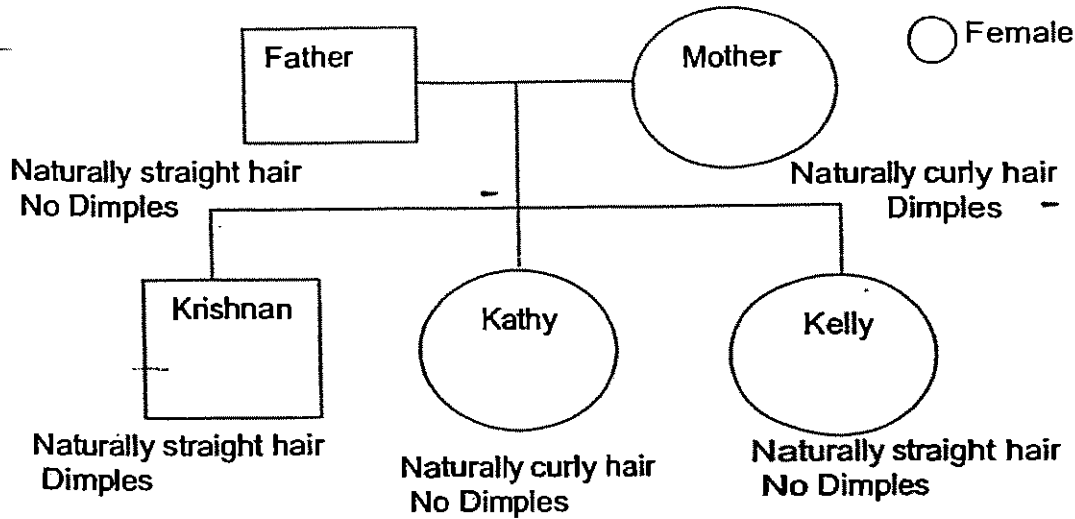 Female
Father
Mother
Naturally straight hair
No Dimples
Naturally curly hair
Dimples
Krishnan
Kathy
Kelly
Naturally straight hair
Dimples
Naturally curly hair
No Dimples
Naturally straight hair
No Dimples